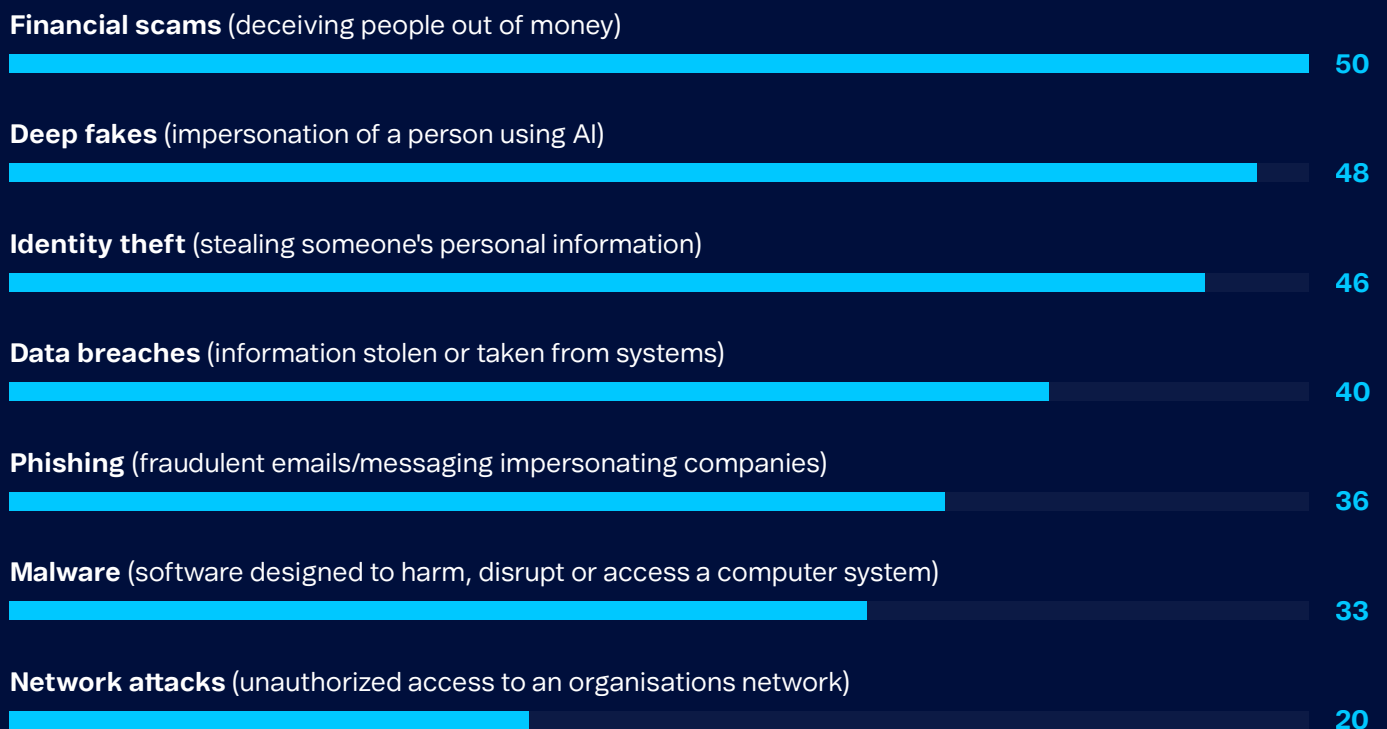 Financial scams (deceiving people out of money)
50
Deep fakes (impersonation of a person using AI)
48
Identity theft (stealing someone's personal information)
46
Data breaches (information stolen or taken from systems)
40
Phishing (fraudulent emails/messaging impersonating companies)
36
Malware (software designed to harm, disrupt or access a computer system)
33
Network attacks (unauthorized access to an organisations network)
20